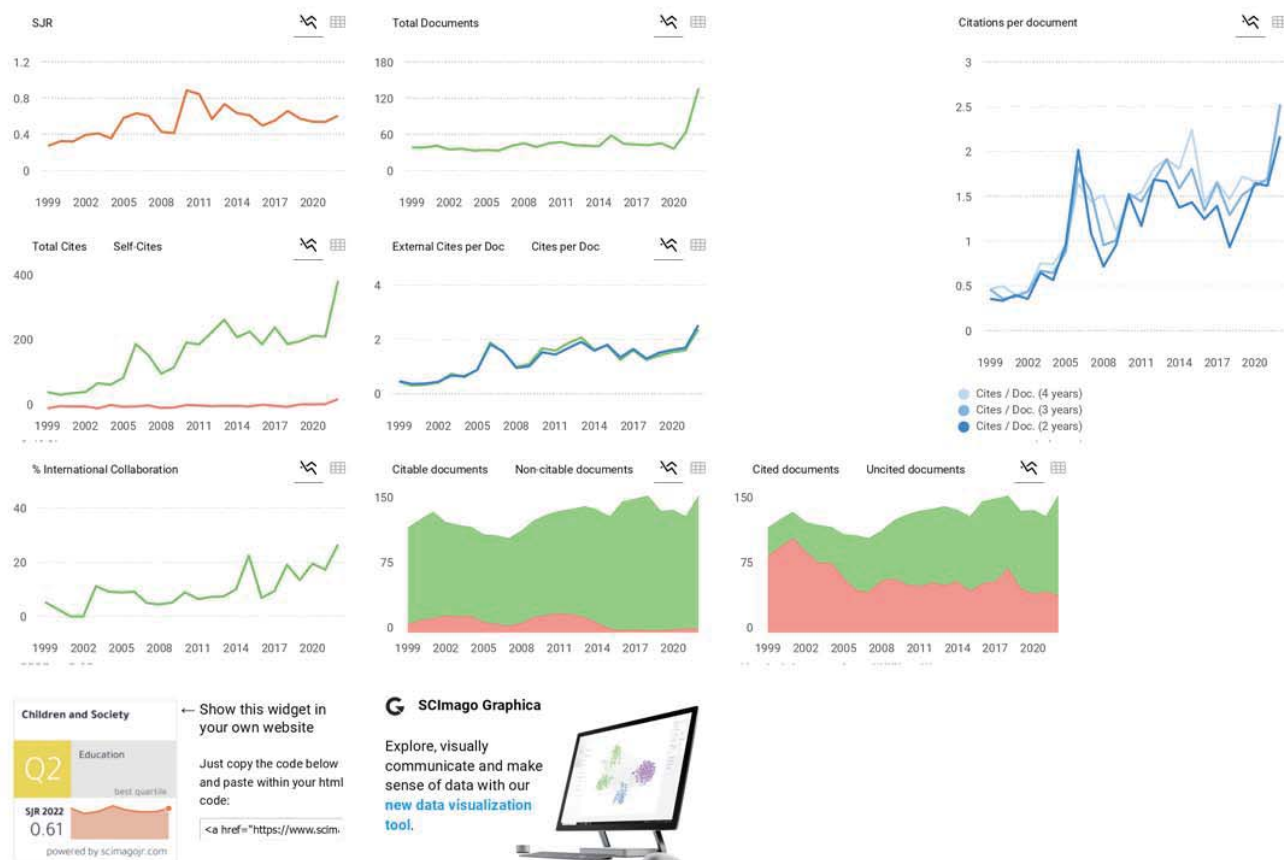 SJR
1.2
0.8
0.4
0
1999 2002 2005 2008 2011 2014 2017 2020
Total Documents
180
120
60
0
1999 2002 2005 2008 2011 2014 2017 2020
Citations per document
3
2.5
2
1.5
1
0.5
0
1999 2002 2005 2008 2011 2014 2017 2020
Cites / Doc. (4 years)
Cites / Doc. (3 years)
Cites / Doc. (2 years)
Total Cites Self-Cites
400
200
0
1999 2002 2005 2008 2011 2014 2017 2020
External Cites per Doc Cites per Doc
4
2
0
1999 2002 2005 2008 2011 2014 2017 2020
% International Collaboration
40
20
0
1999 2002 2005 2008 2011 2014 2017 2020
Citable documents Non-citable documents
150
75
0
1999 2002 2005 2008 2011 2014 2017 2020
Cited documents Uncited documents
150
75
0
1999 2002 2005 2008 2011 2014 2017 2020
Children and Society
Q2
Education
best quartile
SJR 2022
0.61
powered by scimagojr.com
← Show this widget in
your own website
Just copy the code below
and paste within your html
code:
<a href="https://www.scim
SCImago Graphica
Explore, visually
communicate and make
sense of data with our
new data visualization
tool.